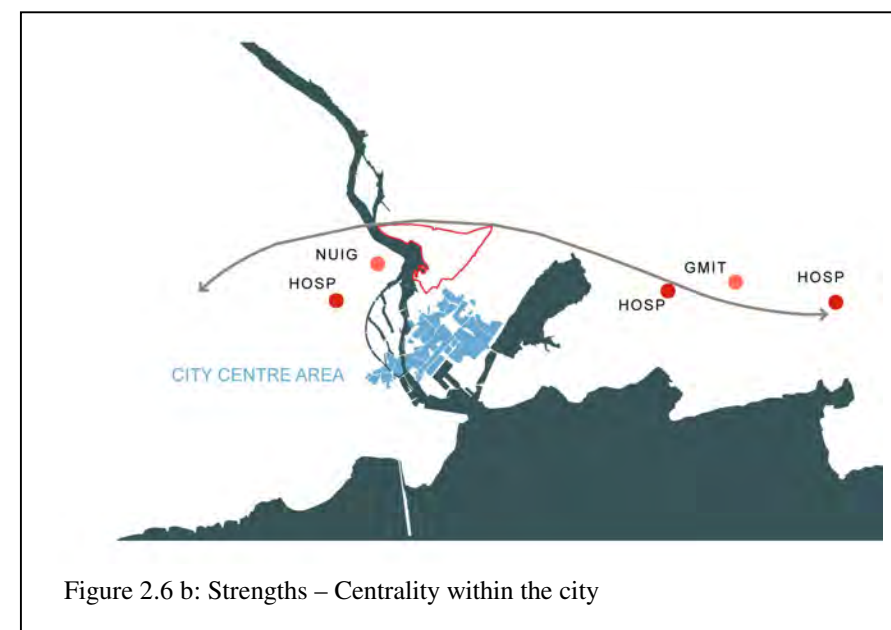 NUIG
GMIT
HOSP
HOSP
HOSP
CITY CENTRE AREA
Figure 2.6 b: Strengths – Centrality within the city